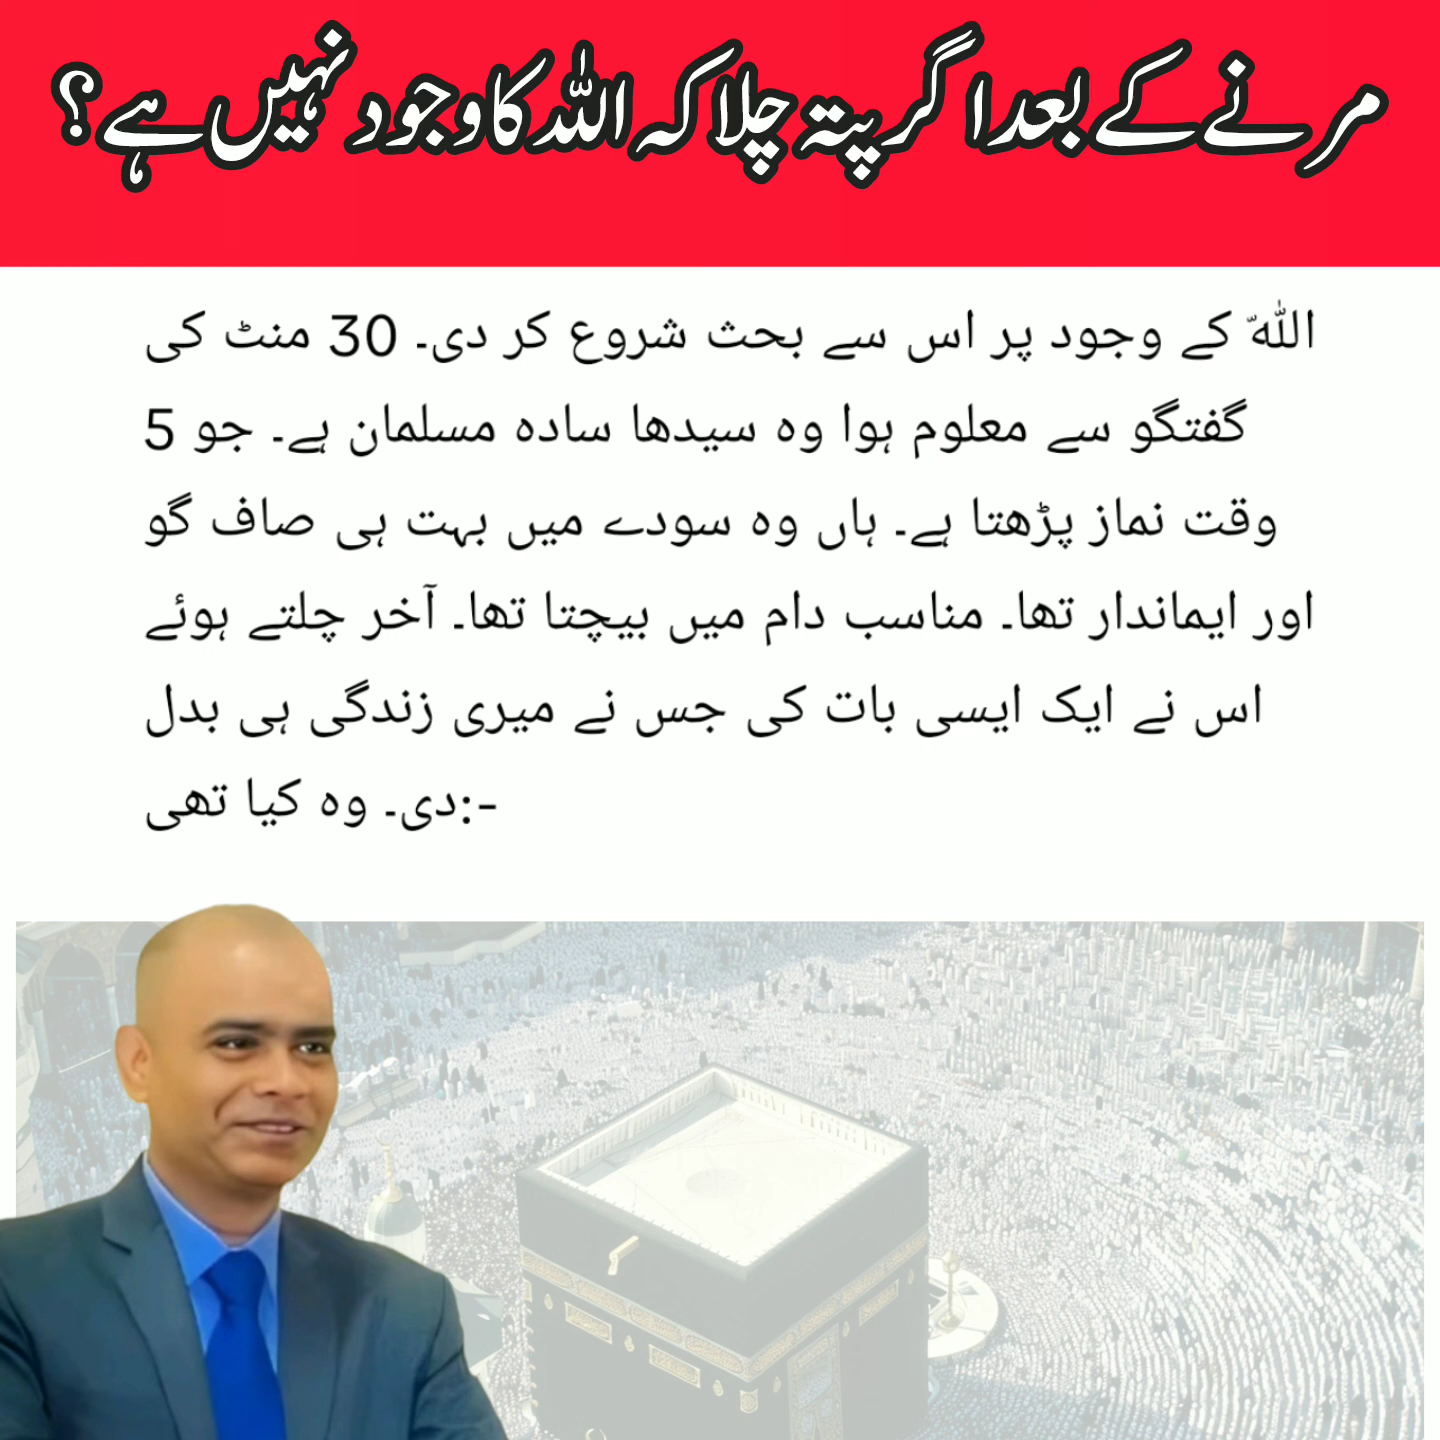 مرنے کے بعد اگر پتہ چلا کہ اللہ کا وجود نہیں ہے؟
اللہّ کے وجود پر اس سے بحث شروع کر دی۔ 30 منٹ کی
گفتگو سے معلوم ہوا وہ سیدھا سادہ مسلمان ہے۔ جو 5
وقت نماز پڑھتا ہے۔ ہاں وہ سودے میں بہت ہی صاف گو
اور ایماندار تھا۔ مناسب دام میں بیچتا تھا۔ آخر چلتے ہوئے
اس نے ایک ایسی بات کی جس نے میری زندگی ہی بدل
دی۔ وہ کیا تھی:-